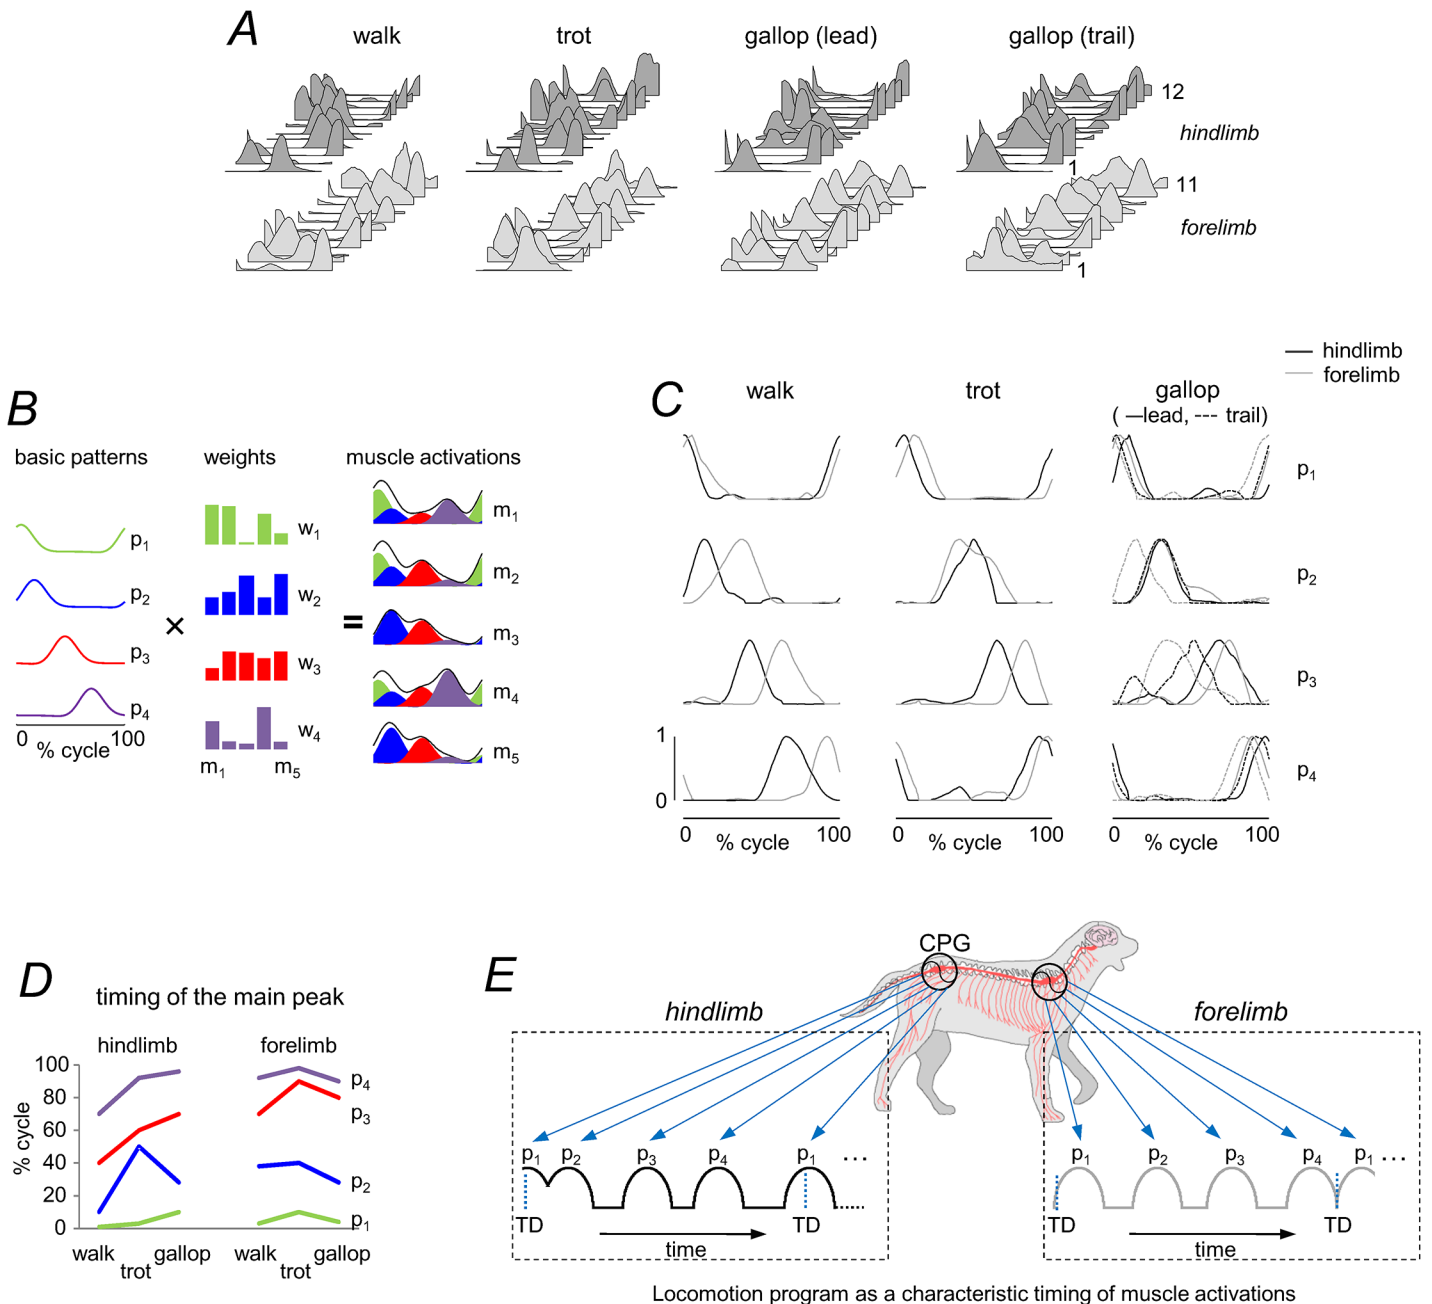 A
walk trot gallop (lead) gallop (trail)
12
hindlimb
1
11
forelimb
1
hindlimb
forelimb
B
basic patterns weights muscle activations
p1 w1 m1
p2 w2 m2
× =
p3 w3 m3
p4 w4 m4
m5
0 100
% cycle
m1 m5
C
walk trot gallop
( —lead, --- trail)
p1
p2
p3
p4
1
0
0 100 0 100 0 100
% cycle % cycle % cycle
D
timing of the main peak
hindlimb forelimb
% cycle
100
80
60
40
20
0
p4
p3
p2
p1
walk trot gallop walk trot gallop
E
CPG
hindlimb forelimb
p1 p2 p3 p4 p1 ...
TD TD
time
p1 p2 p3 p4 p1 ...
TD TD
time
Locomotion program as a characteristic timing of muscle activations